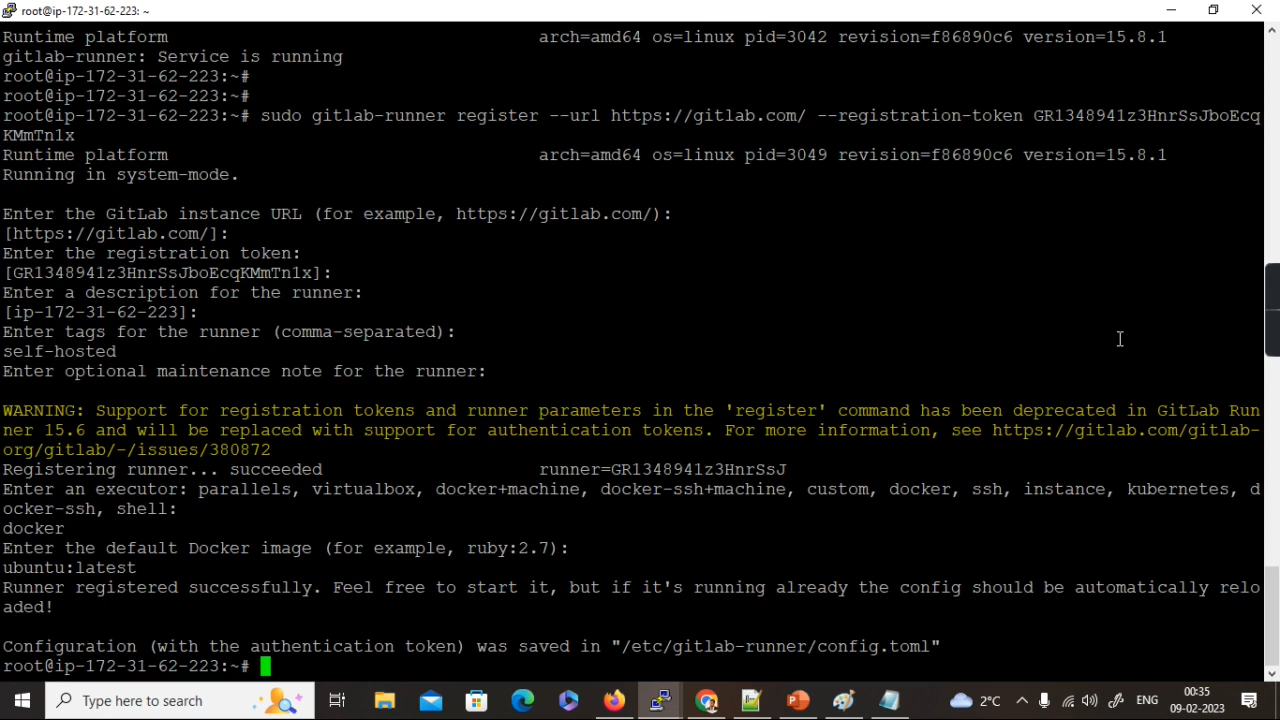 root@ip-172-31-62-223: ~
Runtime platform arch=amd64 os=linux pid=3042 revision=f86890c6 version=15.8.1
gitlab-runner: Service is running
root@ip-172-31-62-223:~#
root@ip-172-31-62-223:~#
root@ip-172-31-62-223:~# sudo gitlab-runner register --url https://gitlab.com/ --registration-token GR1348941z3HnrSsJboEcq
KMmTn1x
Runtime platform arch=amd64 os=linux pid=3049 revision=f86890c6 version=15.8.1
Running in system-mode.
Enter the GitLab instance URL (for example, https://gitlab.com/):
[https://gitlab.com/]:
Enter the registration token:
[GR1348941z3HnrSsJboEcqKMmTn1x]:
Enter a description for the runner:
[ip-172-31-62-223]:
Enter tags for the runner (comma-separated):
self-hosted
Enter optional maintenance note for the runner:
WARNING: Support for registration tokens and runner parameters in the 'register' command has been deprecated in GitLab Run
ner 15.6 and will be replaced with support for authentication tokens. For more information, see https://gitlab.com/gitlab-
org/gitlab/-/issues/380872
Registering runner... succeeded runner=GR1348941z3HnrSsJ
Enter an executor: parallels, virtualbox, docker+machine, docker-ssh+machine, custom, docker, ssh, instance, kubernetes, d
ocker-ssh, shell:
docker
Enter the default Docker image (for example, ruby:2.7):
ubuntu:latest
Runner registered successfully. Feel free to start it, but if it's running already the config should be automatically relo
aded!
Configuration (with the authentication token) was saved in "/etc/gitlab-runner/config.toml"
root@ip-172-31-62-223:~#
Type here to search
2°C
ENG
00:35
09-02-2023